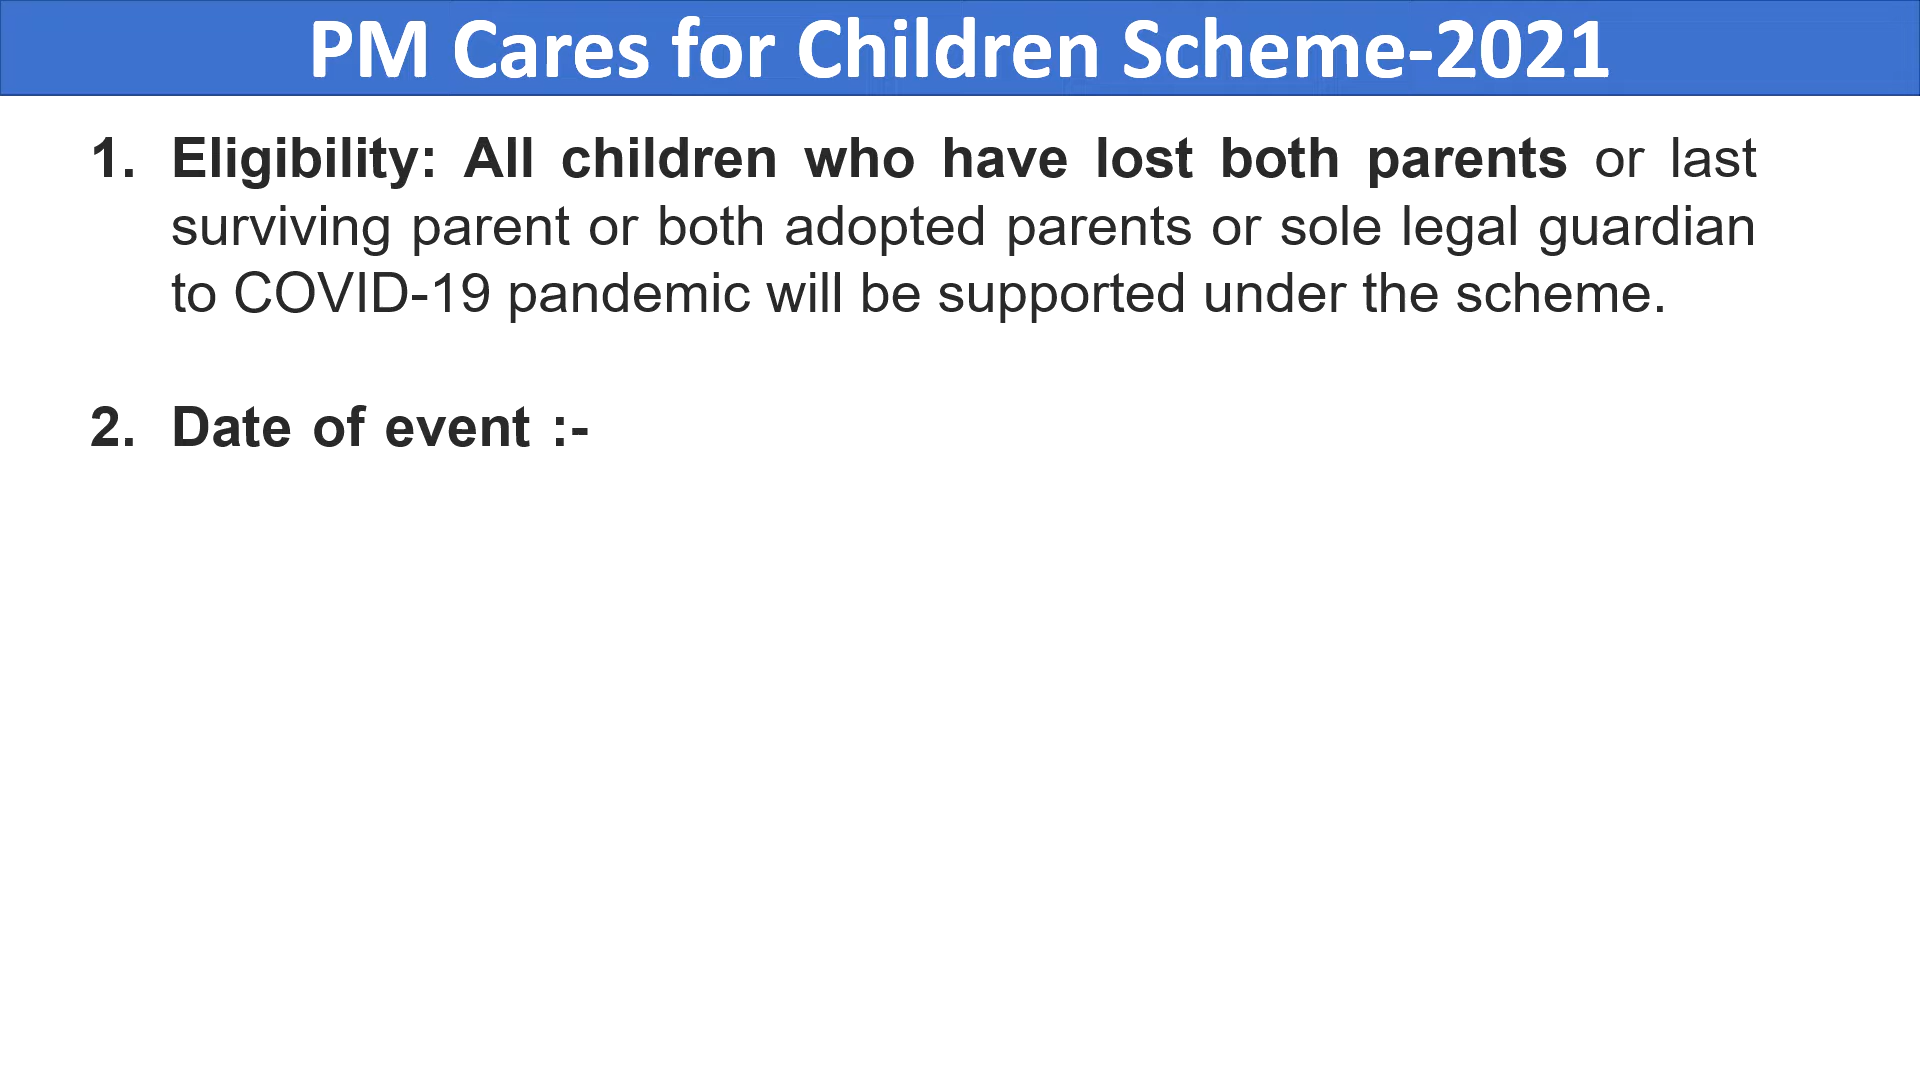 PM Cares for Children Scheme-2021
1. Eligibility: All children who have lost both parents or last
surviving parent or both adopted parents or sole legal guardian
to COVID-19 pandemic will be supported under the scheme.
2. Date of event :-